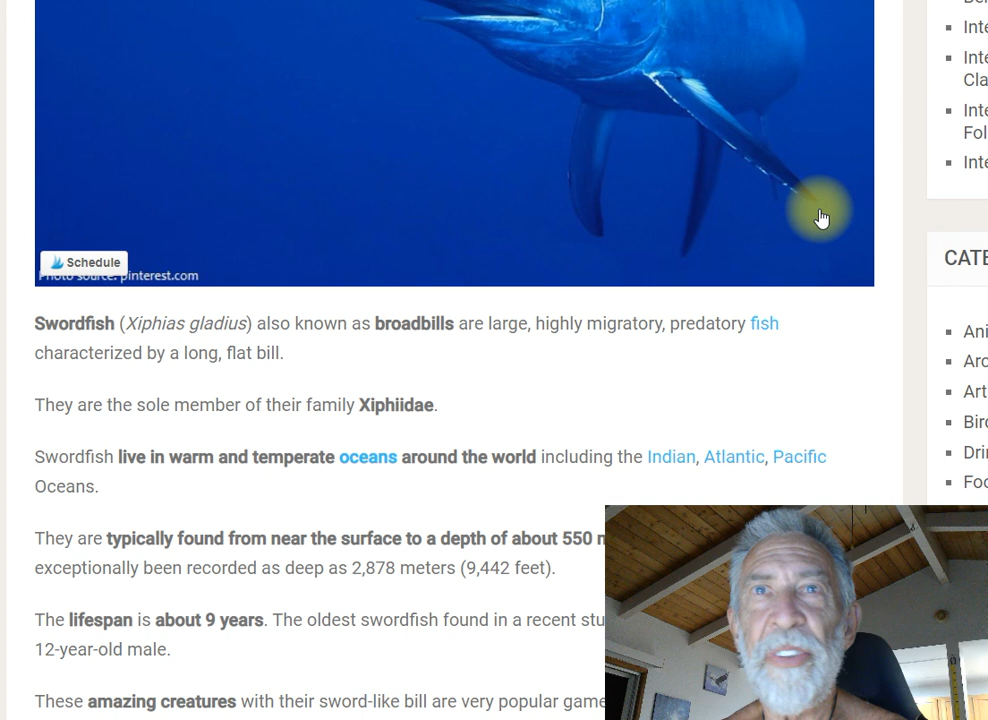 Schedule
Photo source: pinterest.com
Swordfish (Xiphias gladius) also known as broadbills are large, highly migratory, predatory fish
characterized by a long, flat bill.
They are the sole member of their family Xiphiidae.
Swordfish live in warm and temperate oceans around the world including the Indian, Atlantic, Pacific
Oceans.
They are typically found from near the surface to a depth of about 550
exceptionally been recorded as deep as 2,878 meters (9,442 feet).
The lifespan is about 9 years. The oldest swordfish found in a recent
12-year-old male.
These amazing creatures with their sword-like bill are very popular game
Inte
Inte
Cla
Inte
Fol
Inte
CATE
Ani
Arc
Art
Bir
Dri
Foo